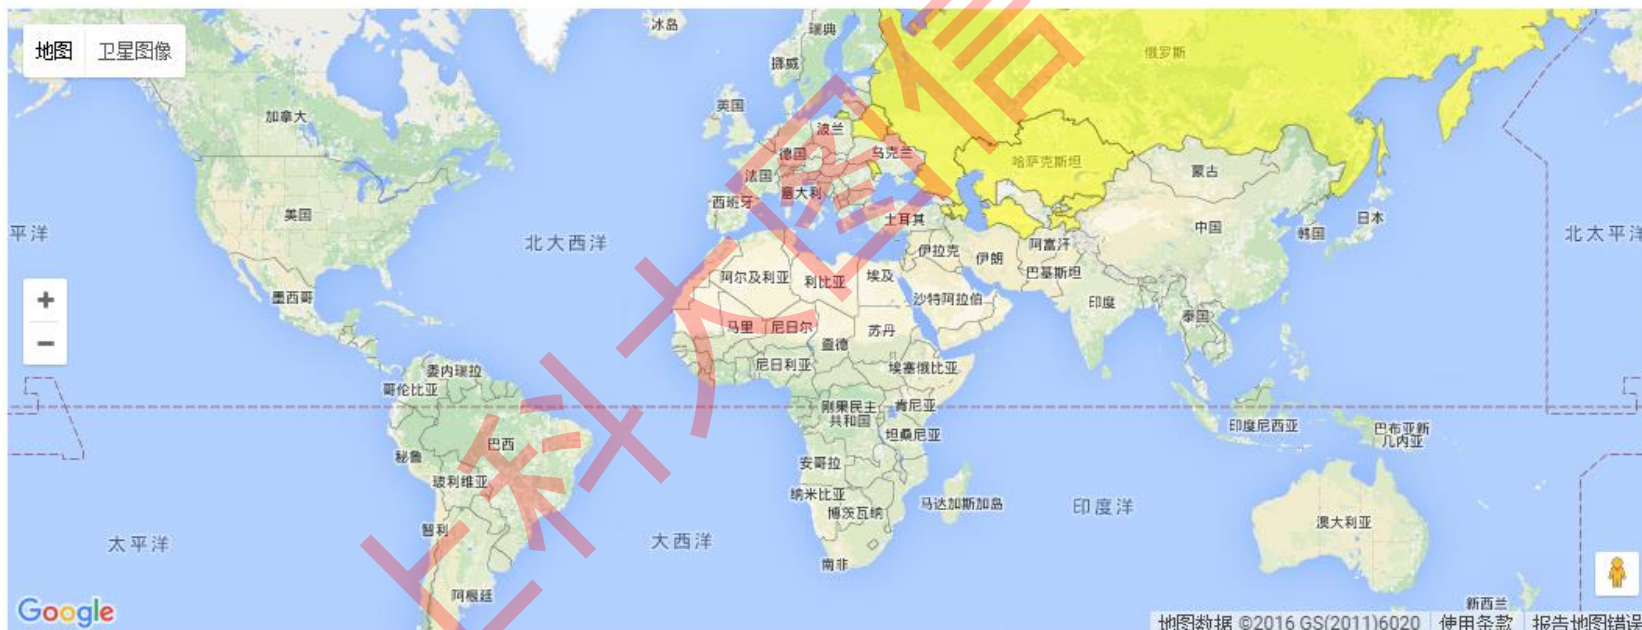 地图 卫星图像
冰岛
瑞典
挪威
俄罗斯
英国
加拿大
波兰
德国
乌克兰
哈萨克斯坦
法国
蒙古
意大利
西班牙
美国
土耳其
日本
中国
韩国
平洋
北大西洋
北太平洋
伊拉克
阿富汗
伊朗
巴基斯坦
阿尔及利亚
利比亚
埃及
墨西哥
沙特阿拉伯
印度
泰国
马里
尼日尔
苏丹
乍得
尼日利亚
埃塞俄比亚
委内瑞拉
哥伦比亚
刚果民主
共和国
肯尼亚
印度尼西亚
巴布亚新
几内亚
坦桑尼亚
巴西
秘鲁
安哥拉
玻利维亚
纳米比亚
博茨瓦纳
马达加斯加岛
印度洋
智利
澳大利亚
太平洋
大西洋
南非
阿根廷
新西兰
Google
地图数据 ©2016 GS(2011)6020 使用条款 报告地图错误
上科大图信